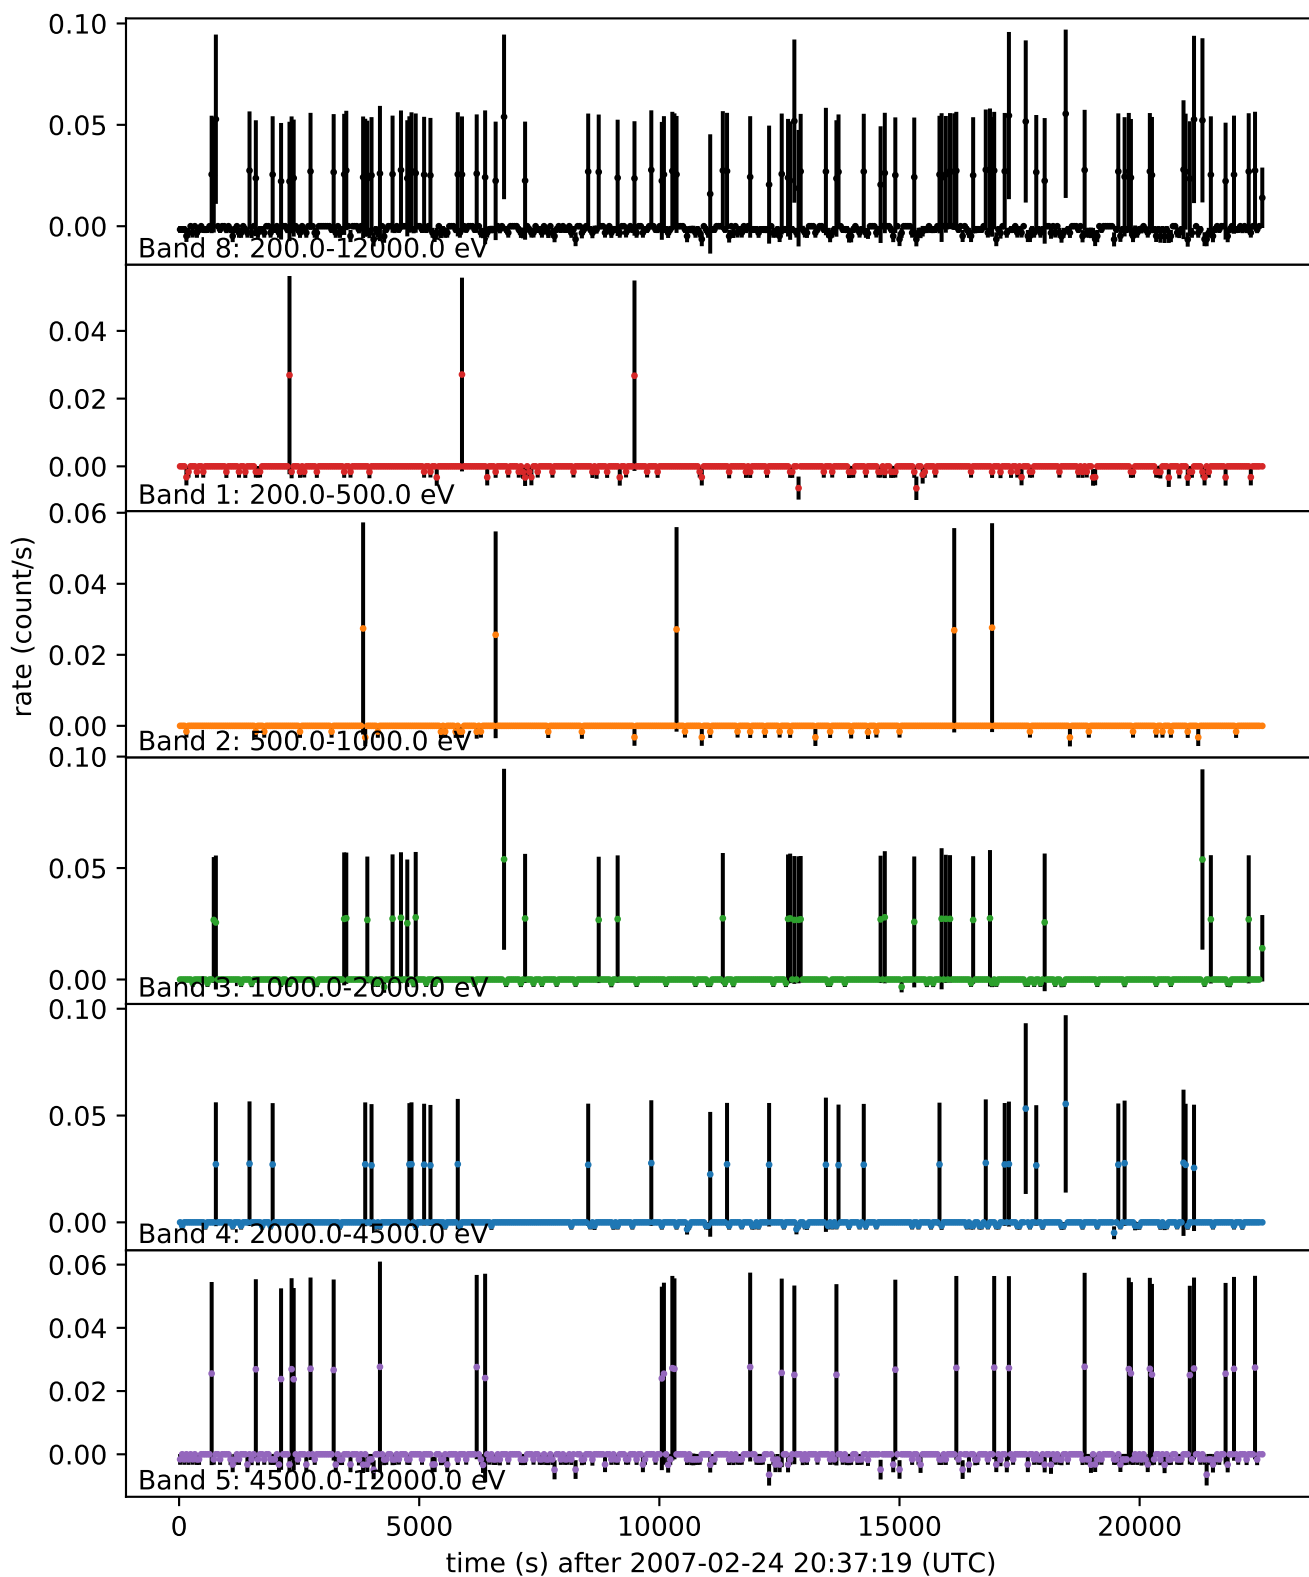 0.10
0.05
0.00
Band 8: 200.0-12000.0 eV
0.04
0.02
0.00
Band 1: 200.0-500.0 eV
0.06
0.04
0.02
0.00
Band 2: 500.0-1000.0 eV
rate (count/s)
0.10
0.05
0.00
Band 3: 1000.0-2000.0 eV
0.10
0.05
0.00
Band 4: 2000.0-4500.0 eV
0.06
0.04
0.02
0.00
Band 5: 4500.0-12000.0 eV
0 5000 10000 15000 20000
time (s) after 2007-02-24 20:37:19 (UTC)